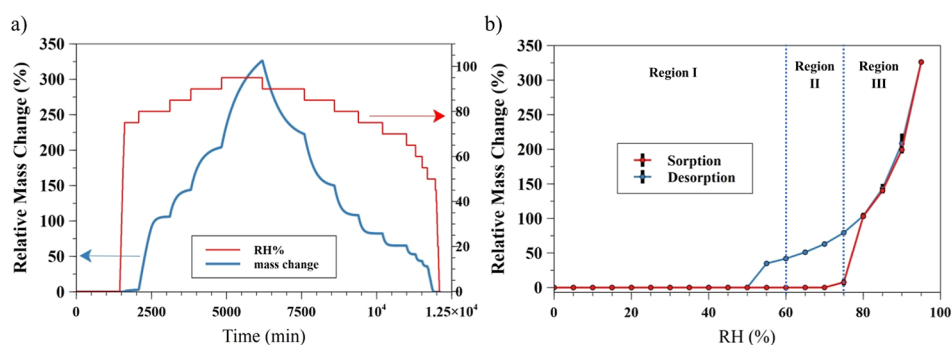 a)
Relative Mass Change (%)
350
300
250
200
150
100
50
0
100
80
60
40
20
0
RH%
mass change
0
2500
5000
7500
10⁴
1.25×10⁴
Time (min)
b)
Relative Mass Change (%)
350
300
250
200
150
100
50
0
Region I
Region
II
Region
III
Sorption
Desorption
0
20
40
60
80
100
RH (%)